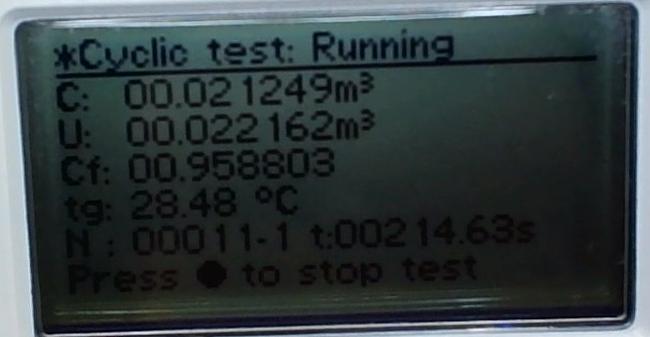 *Cyclic test: Running
C: 00.021249m³
U: 00.022162m³
Cf: 00.958803
tg: 28.48 °C
N : 00011-1 t:00214.63s
Press ● to stop test